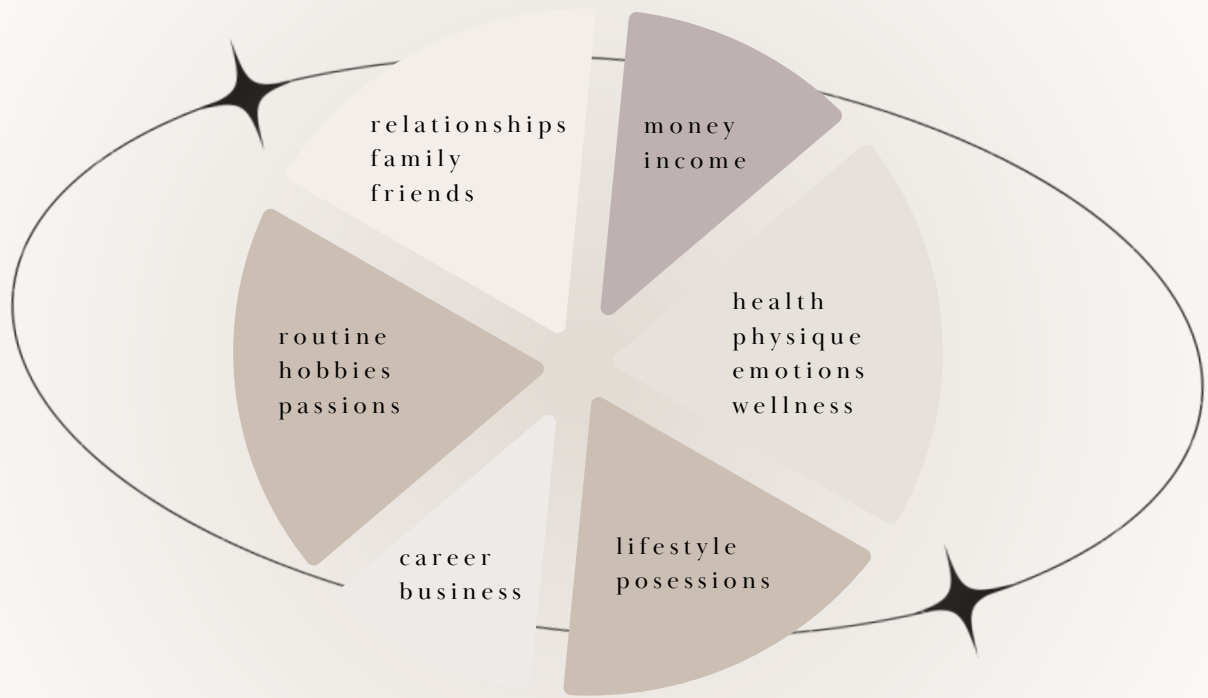 relationships
family
friends
money
income
health
physique
emotions
wellness
routine
hobbies
passions
career
business
lifestyle
posessions